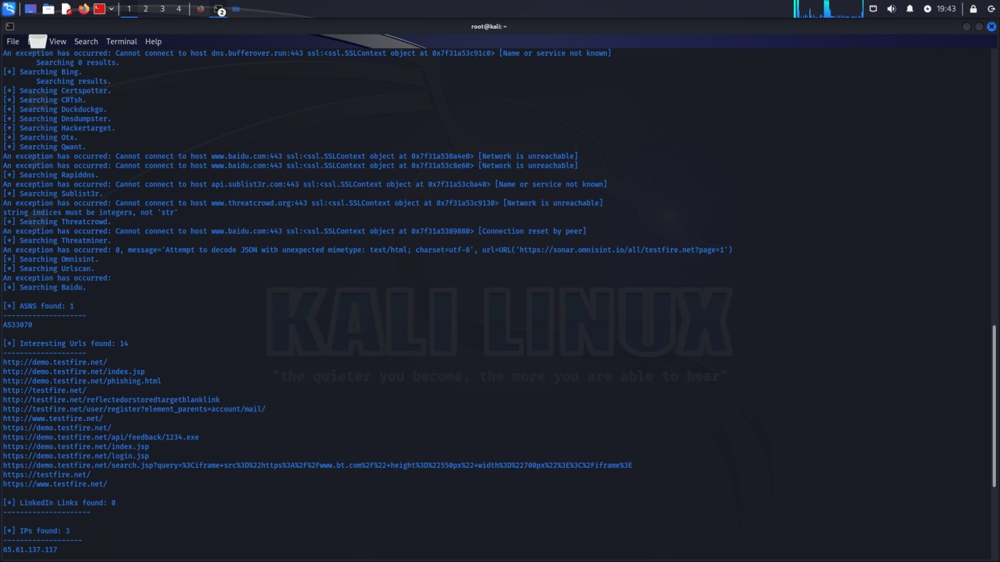 1 2 3 4 2 19:43
root@kali: ~
File View Search Terminal Help
An exception has occurred: Cannot connect to host dns.bufferover.run:443 ssl:<ssl.SSLContext object at 0x7f31a53c91c0> [Name or service not known]
Searching 0 results.
[*] Searching Bing.
Searching results.
[*] Searching Certspotter.
[*] Searching CRTsh.
[*] Searching Duckduckgo.
[*] Searching Dnsdumpster.
[*] Searching Hackertarget.
[*] Searching Otx.
[*] Searching Qwant.
An exception has occurred: Cannot connect to host www.baidu.com:443 ssl:<ssl.SSLContext object at 0x7f31a538a4e0> [Network is unreachable]
An exception has occurred: Cannot connect to host www.baidu.com:443 ssl:<ssl.SSLContext object at 0x7f31a53c8e60> [Network is unreachable]
[*] Searching Rapiddns.
An exception has occurred: Cannot connect to host api.sublist3r.com:443 ssl:<ssl.SSLContext object at 0x7f31a53cba40> [Name or service not known]
[*] Searching Sublist3r.
An exception has occurred: Cannot connect to host www.threatcrowd.org:443 ssl:<ssl.SSLContext object at 0x7f31a53c9130> [Network is unreachable]
string indices must be integers, not 'str'
[*] Searching Threatcrowd.
An exception has occurred: Cannot connect to host www.baidu.com:443 ssl:<ssl.SSLContext object at 0x7f31a5389880> [Connection reset by peer]
[*] Searching Threatminer.
An exception has occurred: 0, message='Attempt to decode JSON with unexpected mimetype: text/html; charset=utf-8', url=URL('https://sonar.omnisint.io/all/testfire.net?page=1')
[*] Searching Omnisint.
[*] Searching Urlscan.
An exception has occurred:
[*] Searching Baidu.
[*] ASNS found: 1
--------------------
AS33070
[*] Interesting Urls found: 14
--------------------
http://demo.testfire.net/
http://demo.testfire.net/index.jsp
http://demo.testfire.net/phishing.html
http://testfire.net/
http://testfire.net/reflectedorstoredtargetblanklink
http://testfire.net/user/register?element_parents=account/mail/
http://www.testfire.net/
https://demo.testfire.net/
https://demo.testfire.net/api/feedback/1234.exe
https://demo.testfire.net/index.jsp
https://demo.testfire.net/login.jsp
https://demo.testfire.net/search.jsp?query=%3Ciframe+src%3D%22https%3A%2F%2Fwww.bt.com%2F%22+height%3D%22550px%22+width%3D%22700px%22%3E%3C%2Fiframe%3E
https://testfire.net/
https://www.testfire.net/
[*] LinkedIn Links found: 0
---------------------
[*] IPs found: 3
-------------------
65.61.137.117
KALI LINUX
"the quieter you become, the more you are able to hear"